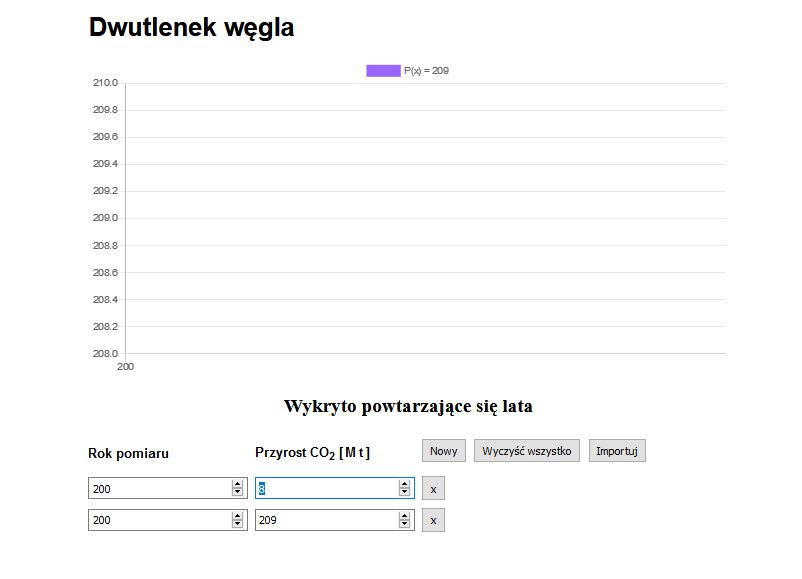 Dwutlenek węgla
P(x) = 209
210.0
209.8
209.6
209.4
209.2
209.0
208.8
208.6
208.4
208.2
208.0
200
Wykryto powtarzające się lata
Rok pomiaru Przyrost CO₂ [M t] Nowy Wyczyść wszystko Importuj
200 8 x
200 209 x